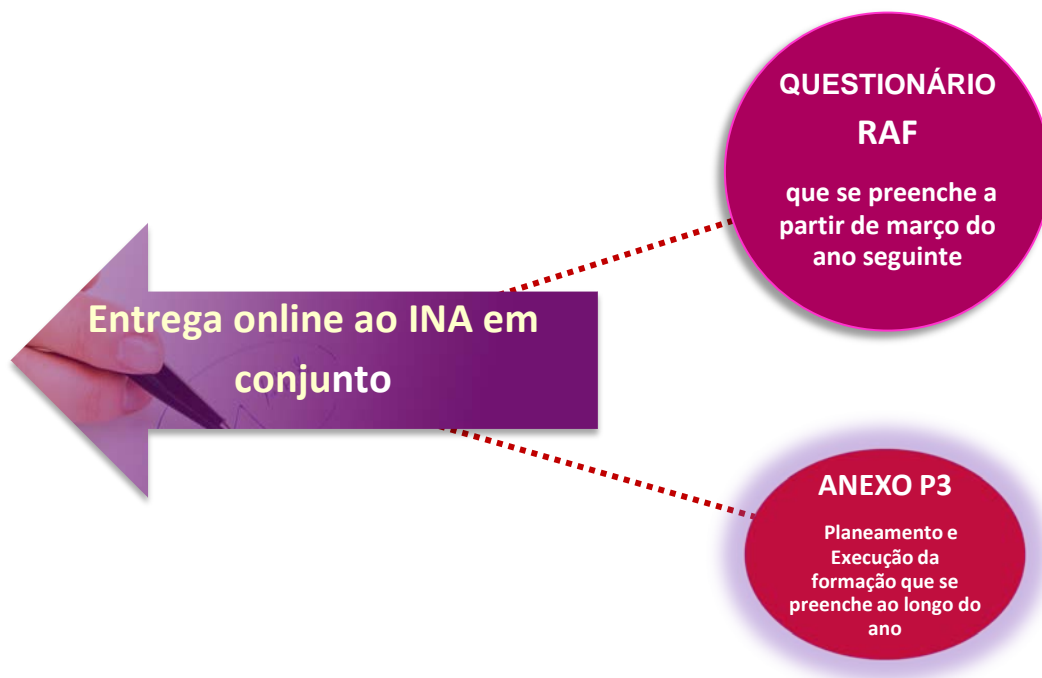 QUESTIONÁRIO
RAF
que se preenche a
partir de março do
ano seguinte
Entrega online ao INA em
conjunto
ANEXO P3
Planeamento e
Execução da
formação que se
preenche ao longo do
ano